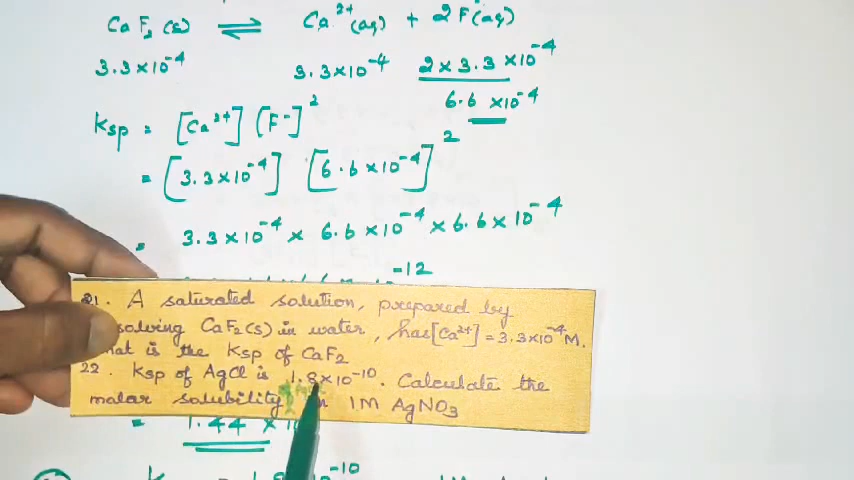 CaF₂(s) ⇌ Ca²⁺(aq) + 2F⁻(aq)
3.3×10⁻⁴ 3.3×10⁻⁴ 2×3.3×10⁻⁴
6.6×10⁻⁴
Ksp = [Ca²⁺][F⁻]²
= [3.3×10⁻⁴] [6.6×10⁻⁴]²
= 3.3×10⁻⁴ × 6.6×10⁻⁴ × 6.6×10⁻⁴
⁻¹²
21. A saturated solution, prepared by
solving CaF₂(s) in water, has [Ca²⁺] = 3.3×10⁻⁴M.
is the Ksp of CaF₂
22. Ksp of AgCl is 1.8×10⁻¹⁰. Calculate the
molar solubility 1M AgNO₃
= 1.44 ×
⁻¹⁰